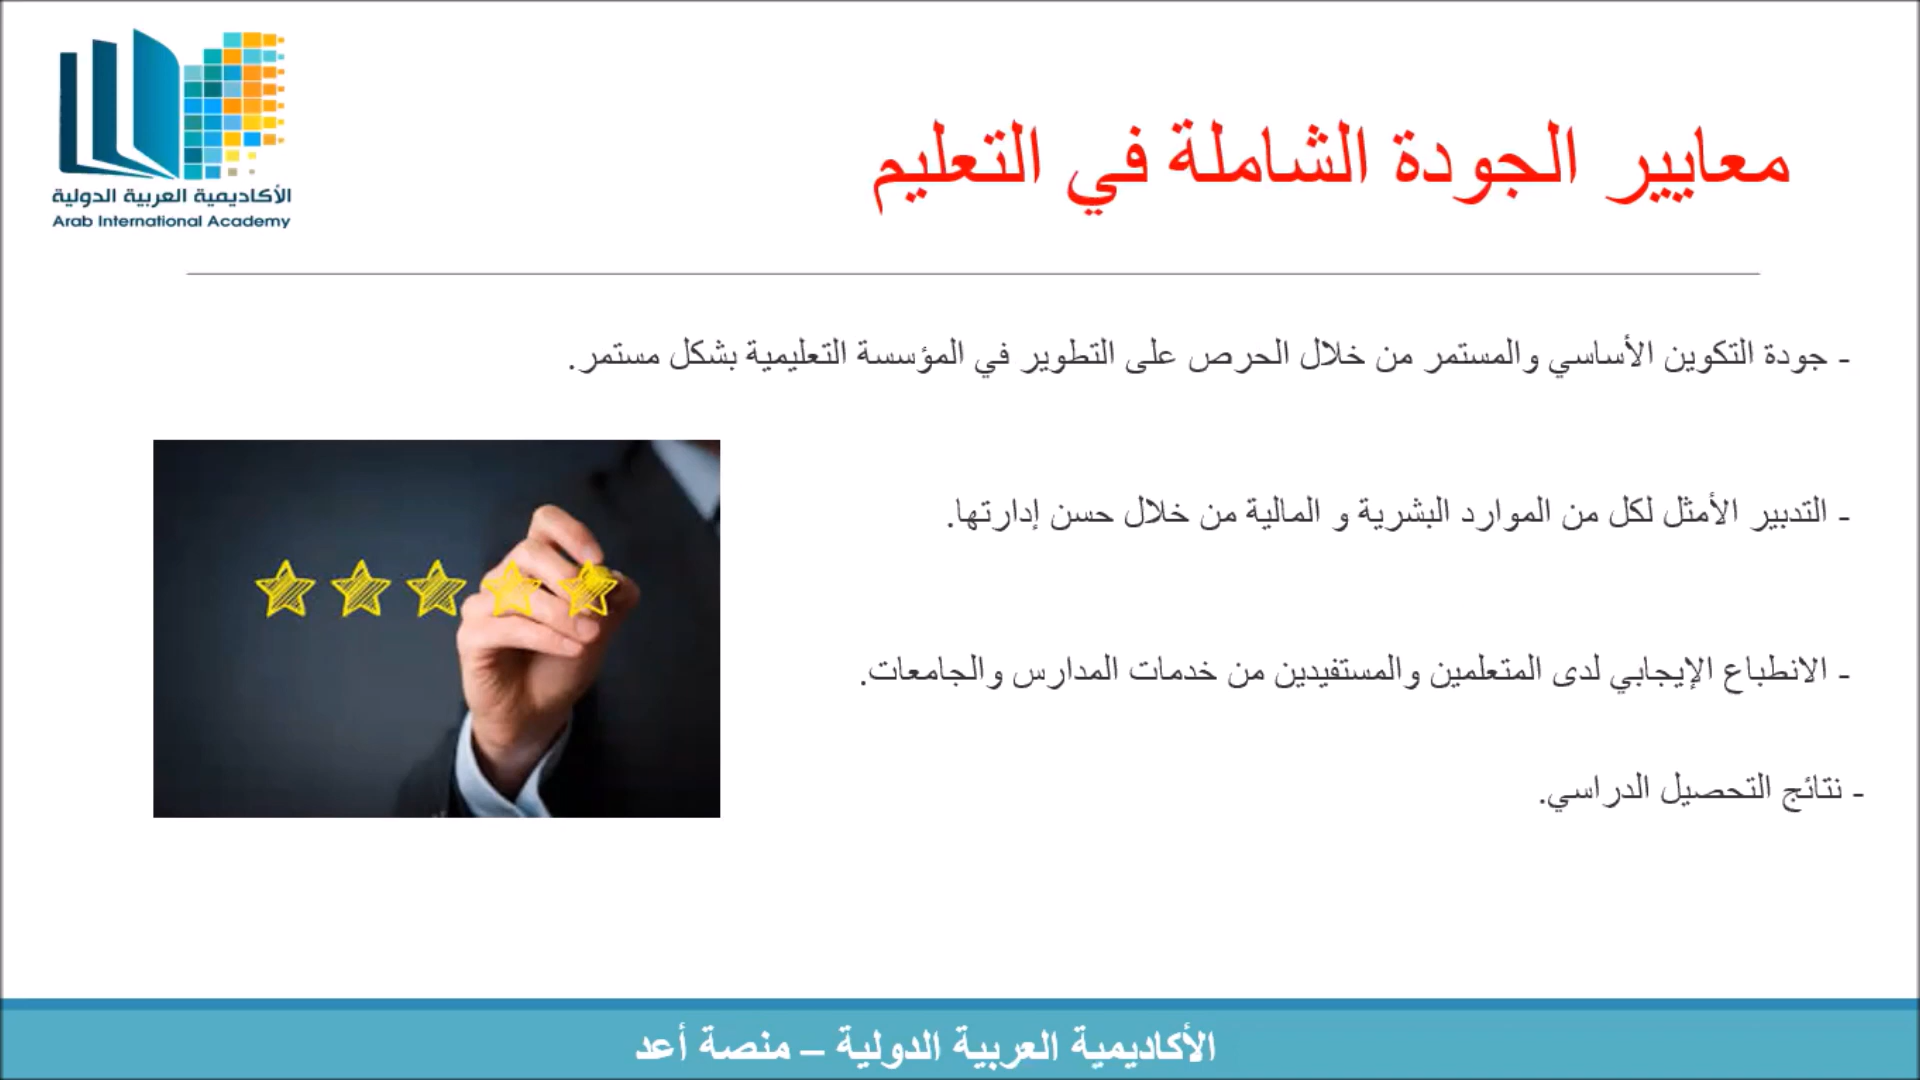 الأكاديمية العربية الدولية
Arab International Academy
معايير الجودة الشاملة في التعليم
- جودة التكوين الأساسي والمستمر من خلال الحرص على التطوير في المؤسسة التعليمية بشكل مستمر.
- التدبير الأمثل لكل من الموارد البشرية و المالية من خلال حسن إدارتها.
- الانطباع الإيجابي لدى المتعلمين والمستفيدين من خدمات المدارس والجامعات.
- نتائج التحصيل الدراسي.
الأكاديمية العربية الدولية – منصة أعد